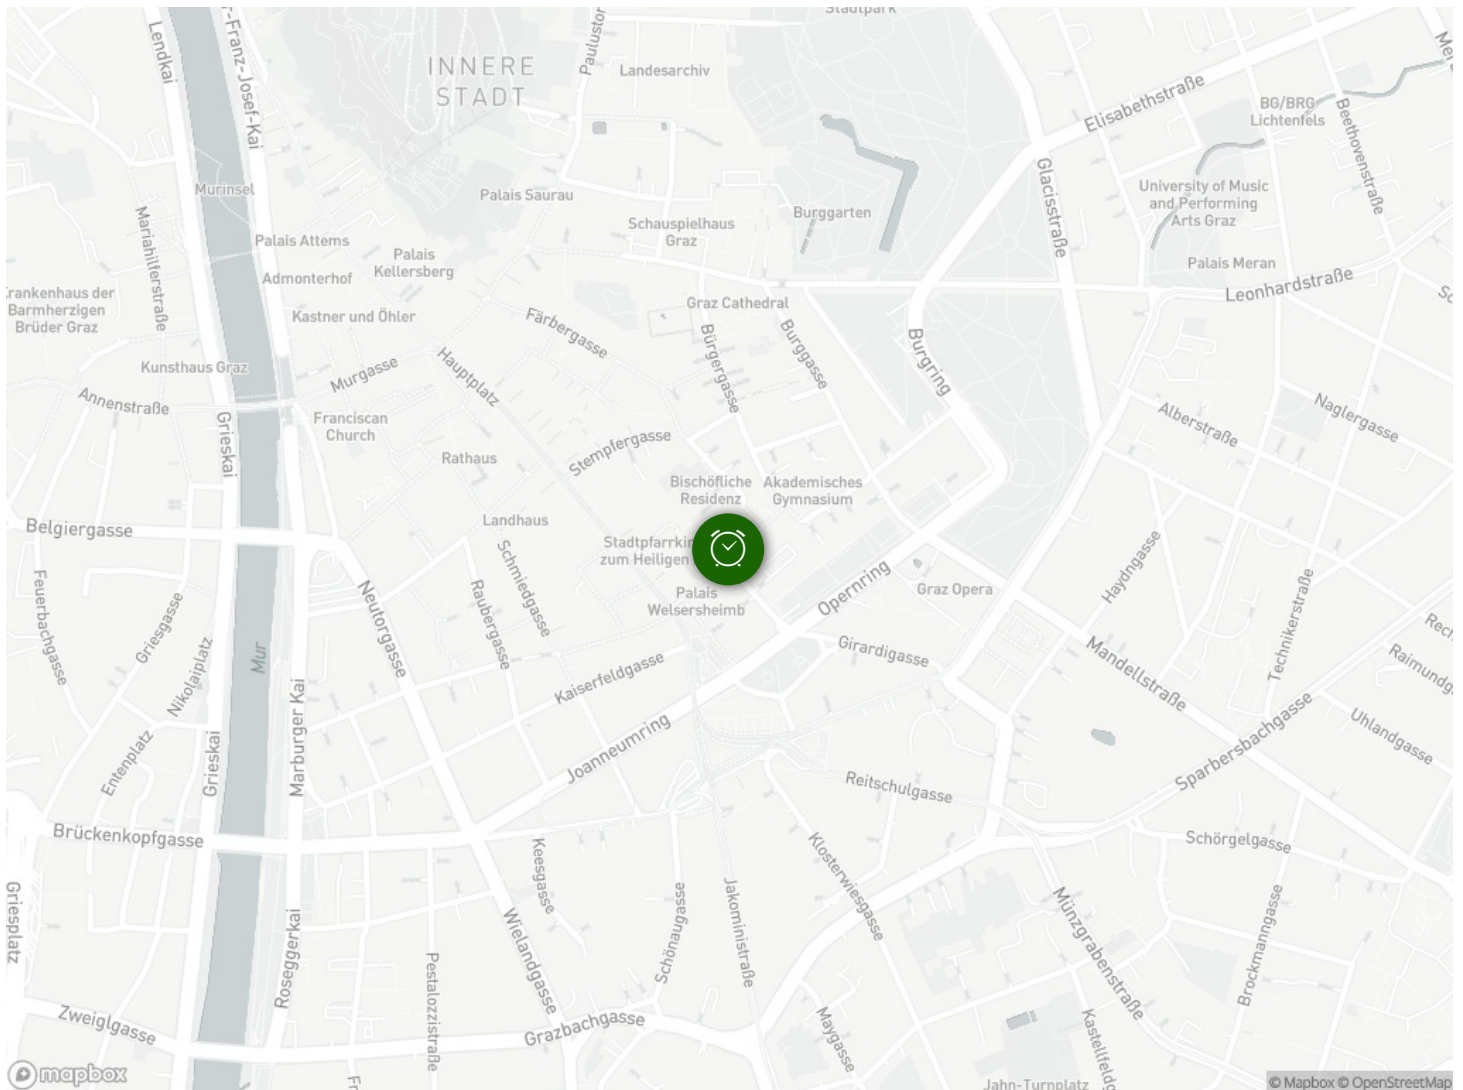 Stadtpark
INNERE
STADT
Landesarchiv
Lendkai
-Franz-Josef-Kai
Elisabethstraße
BG/BRG
Lichtenfels
Beethovenstraße
Murinsel
Palais Saurau
Burggarten
Schauspielhaus
Graz
Glacisstraße
University of Music
and Performing
Arts Graz
Mariahilferstraße
Palais Attems
Palais
Kellersberg
Admonterhof
Palais Meran
Leonhardstraße
Krankenhaus der
Barmherzigen
Brüder Graz
Kastner und Öhler
Färbergasse
Graz Cathedral
Bürgergasse
Burggasse
Burgring
Kunsthaus Graz
Murgasse
Hauptplatz
Annenstraße
Grieskai
Franciscan
Church
Stempfergasse
Alberstraße
Naglergasse
Rathaus
Bischöfliche
Residenz
Akademisches
Gymnasium
Landhaus
Belgiergasse
Schmiedgasse
Stadtpfarrki
zum Heiligen
Palais
Welsersheimb
Opernring
Graz Opera
Haydngasse
Technikerstraße
Feuerbachgasse
Griesgasse
Nikolaiplatz
Mur
Neutorgasse
Raubergasse
Kaiserfeldgasse
Girardigasse
Mandellstraße
Raimundg
Sparbersbachgasse
Uhlandgasse
Entenplatz
Grieskai
Marburger Kai
Joanneumring
Reitschulgasse
Brückenkopfgasse
Keesgasse
Klosterwiesgasse
Schörgelgasse
Griesplatz
Roseggerkai
Wielandgasse
Schönaugasse
Jakoministraße
Münzgrabenstraße
Brockmanngasse
Pestalozzistraße
Zweiglgasse
Grazbachgasse
Maygasse
Kastellfeldg
Jahn-Turnplatz
Fr
mapbox
© Mapbox © OpenStreetMap